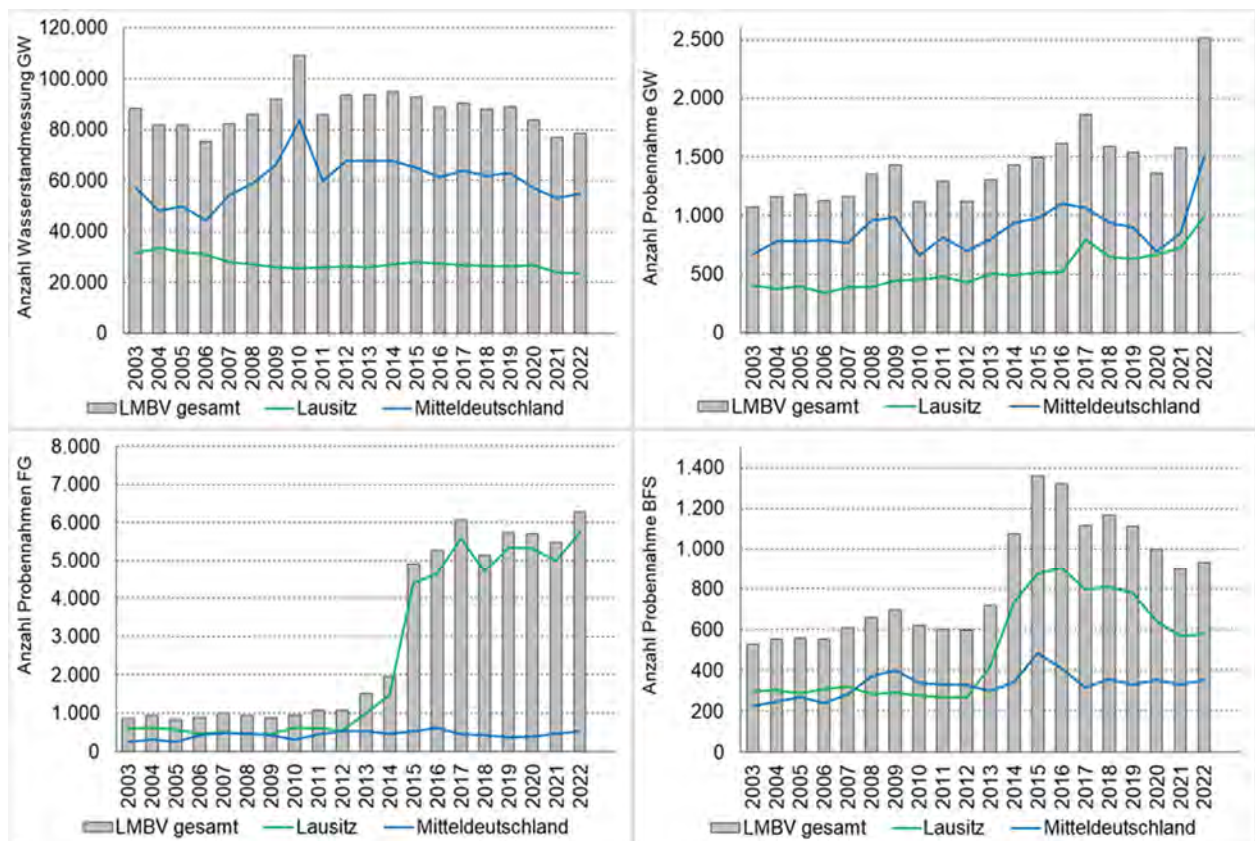 Anzahl Wasserstandmessung GW
120.000
100.000
80.000
60.000
40.000
20.000
0
2003 2004 2005 2006 2007 2008 2009 2010 2011 2012 2013 2014 2015 2016 2017 2018 2019 2020 2021 2022
LMBV gesamt Lausitz Mitteldeutschland
Anzahl Probennahme GW
2.500
2.000
1.500
1.000
500
0
2003 2004 2005 2006 2007 2008 2009 2010 2011 2012 2013 2014 2015 2016 2017 2018 2019 2020 2021 2022
LMBV gesamt Lausitz Mitteldeutschland
Anzahl Probennahmen FG
8.000
7.000
6.000
5.000
4.000
3.000
2.000
1.000
0
2003 2004 2005 2006 2007 2008 2009 2010 2011 2012 2013 2014 2015 2016 2017 2018 2019 2020 2021 2022
LMBV gesamt Lausitz Mitteldeutschland
Anzahl Probennahme BFS
1.400
1.200
1.000
800
600
400
200
0
2003 2004 2005 2006 2007 2008 2009 2010 2011 2012 2013 2014 2015 2016 2017 2018 2019 2020 2021 2022
LMBV gesamt Lausitz Mitteldeutschland